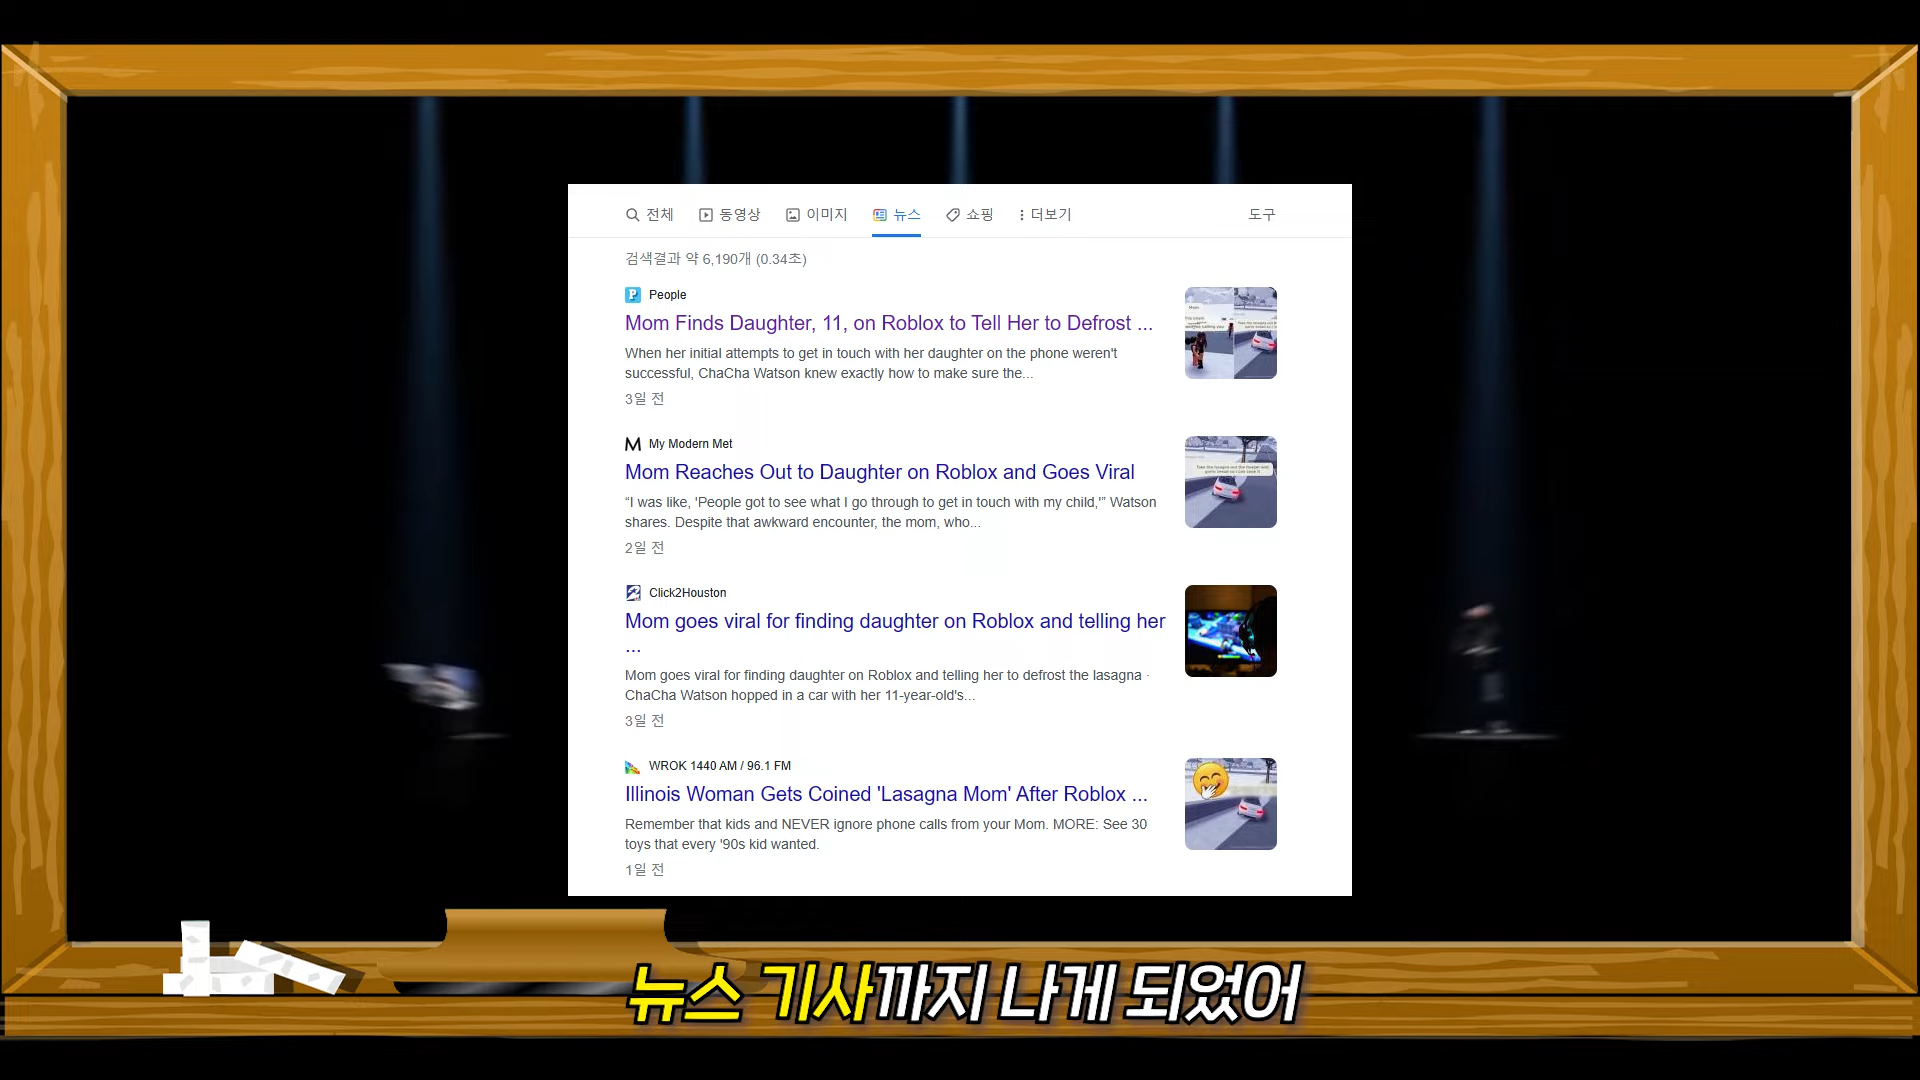 전체 동영상 이미지 뉴스 쇼핑 더보기 도구
검색결과 약 6,190개 (0.34초)
People
Mom Finds Daughter, 11, on Roblox to Tell Her to Defrost ...
When her initial attempts to get in touch with her daughter on the phone weren't
successful, ChaCha Watson knew exactly how to make sure the...
3일 전
My Modern Met
Mom Reaches Out to Daughter on Roblox and Goes Viral
“I was like, 'People got to see what I go through to get in touch with my child,'” Watson
shares. Despite that awkward encounter, the mom, who...
2일 전
Click2Houston
Mom goes viral for finding daughter on Roblox and telling her
...
Mom goes viral for finding daughter on Roblox and telling her to defrost the lasagna ·
ChaCha Watson hopped in a car with her 11-year-old's...
3일 전
WROK 1440 AM / 96.1 FM
Illinois Woman Gets Coined 'Lasagna Mom' After Roblox ...
Remember that kids and NEVER ignore phone calls from your Mom. MORE: See 30
toys that every '90s kid wanted.
1일 전
뉴스 기사까지 나게 되었어